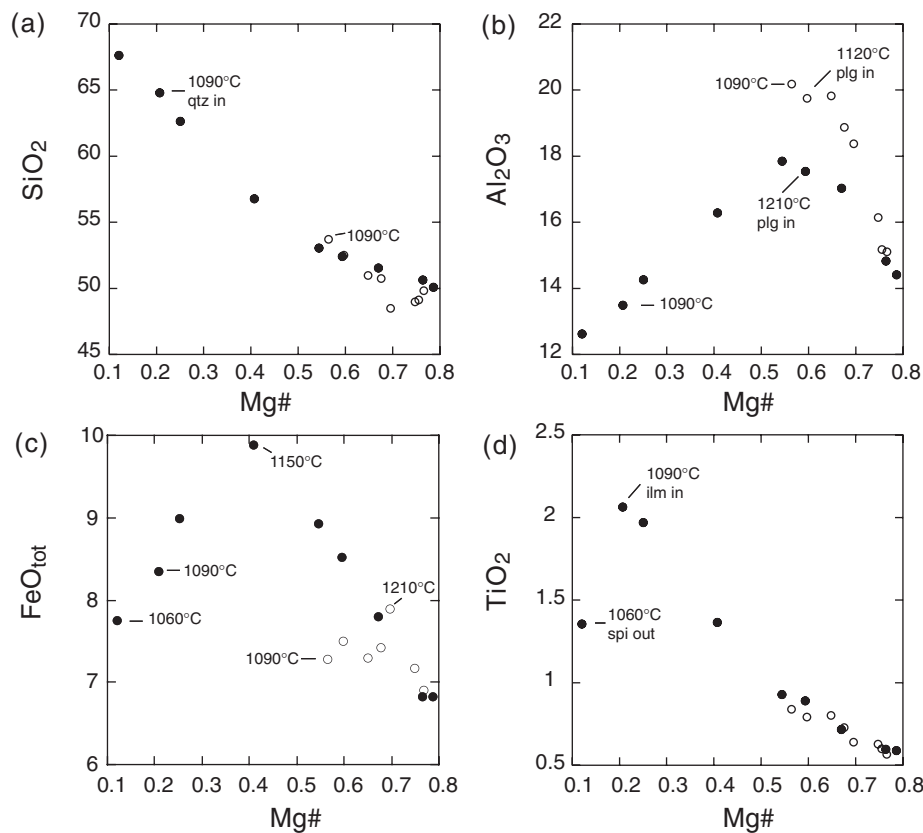 (a)
70
65
60
55
50
45
SiO2
1090°C
qtz in
1090°C
0.1 0.2 0.3 0.4 0.5 0.6 0.7 0.8
Mg#
(b)
22
20
18
16
14
12
Al2O3
1120°C
plg in
1090°C
1210°C
plg in
1090°C
0.1 0.2 0.3 0.4 0.5 0.6 0.7 0.8
Mg#
(c)
10
9
8
7
6
FeOtot
1150°C
1090°C
1060°C
1210°C
1090°C
0.1 0.2 0.3 0.4 0.5 0.6 0.7 0.8
Mg#
(d)
2.5
2
1.5
1
0.5
TiO2
1090°C
ilm in
1060°C
spi out
0.1 0.2 0.3 0.4 0.5 0.6 0.7 0.8
Mg#